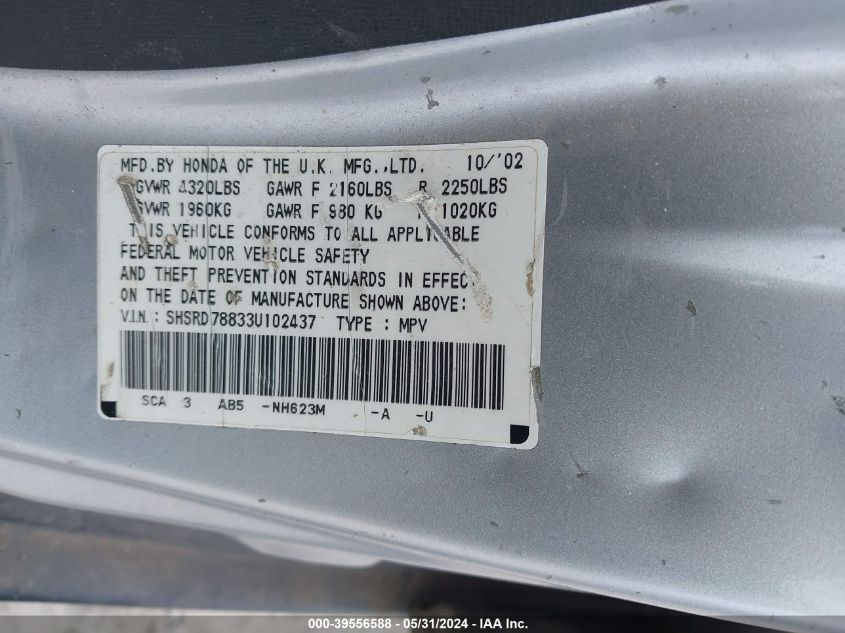 MFD.BY HONDA OF THE U.K. MFG.,LTD. 10/'02
GVWR 4320LBS GAWR F 2160LBS R 2250LBS
GVWR 1960KG GAWR F 980 KG R 1020KG
THIS VEHICLE CONFORMS TO ALL APPLICABLE
FEDERAL MOTOR VEHICLE SAFETY
AND THEFT PREVENTION STANDARDS IN EFFECT
ON THE DATE OF MANUFACTURE SHOWN ABOVE:
V.I.N.: SHSRD78833U102437 TYPE : MPV
SCA 3 AB5 -NH623M -A -U
000-39556588 - 05/31/2024 - IAA Inc.